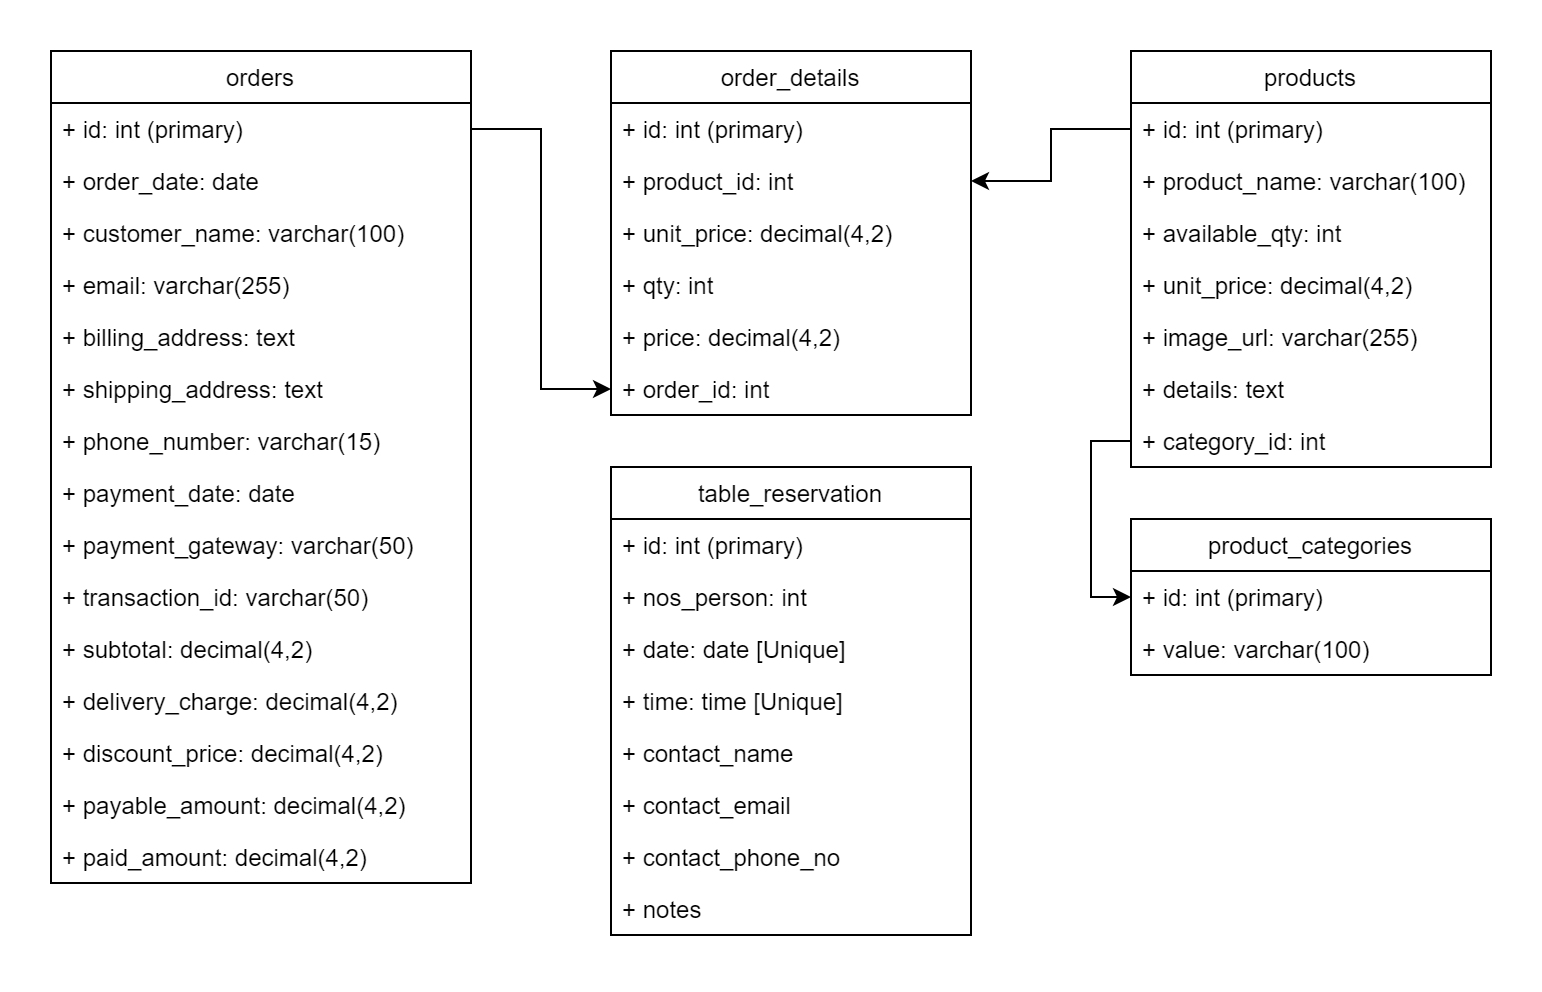 orders
+ id: int (primary)
+ order_date: date
+ customer_name: varchar(100)
+ email: varchar(255)
+ billing_address: text
+ shipping_address: text
+ phone_number: varchar(15)
+ payment_date: date
+ payment_gateway: varchar(50)
+ transaction_id: varchar(50)
+ subtotal: decimal(4,2)
+ delivery_charge: decimal(4,2)
+ discount_price: decimal(4,2)
+ payable_amount: decimal(4,2)
+ paid_amount: decimal(4,2)
order_details
+ id: int (primary)
+ product_id: int
+ unit_price: decimal(4,2)
+ qty: int
+ price: decimal(4,2)
+ order_id: int
table_reservation
+ id: int (primary)
+ nos_person: int
+ date: date [Unique]
+ time: time [Unique]
+ contact_name
+ contact_email
+ contact_phone_no
+ notes
products
+ id: int (primary)
+ product_name: varchar(100)
+ available_qty: int
+ unit_price: decimal(4,2)
+ image_url: varchar(255)
+ details: text
+ category_id: int
product_categories
+ id: int (primary)
+ value: varchar(100)